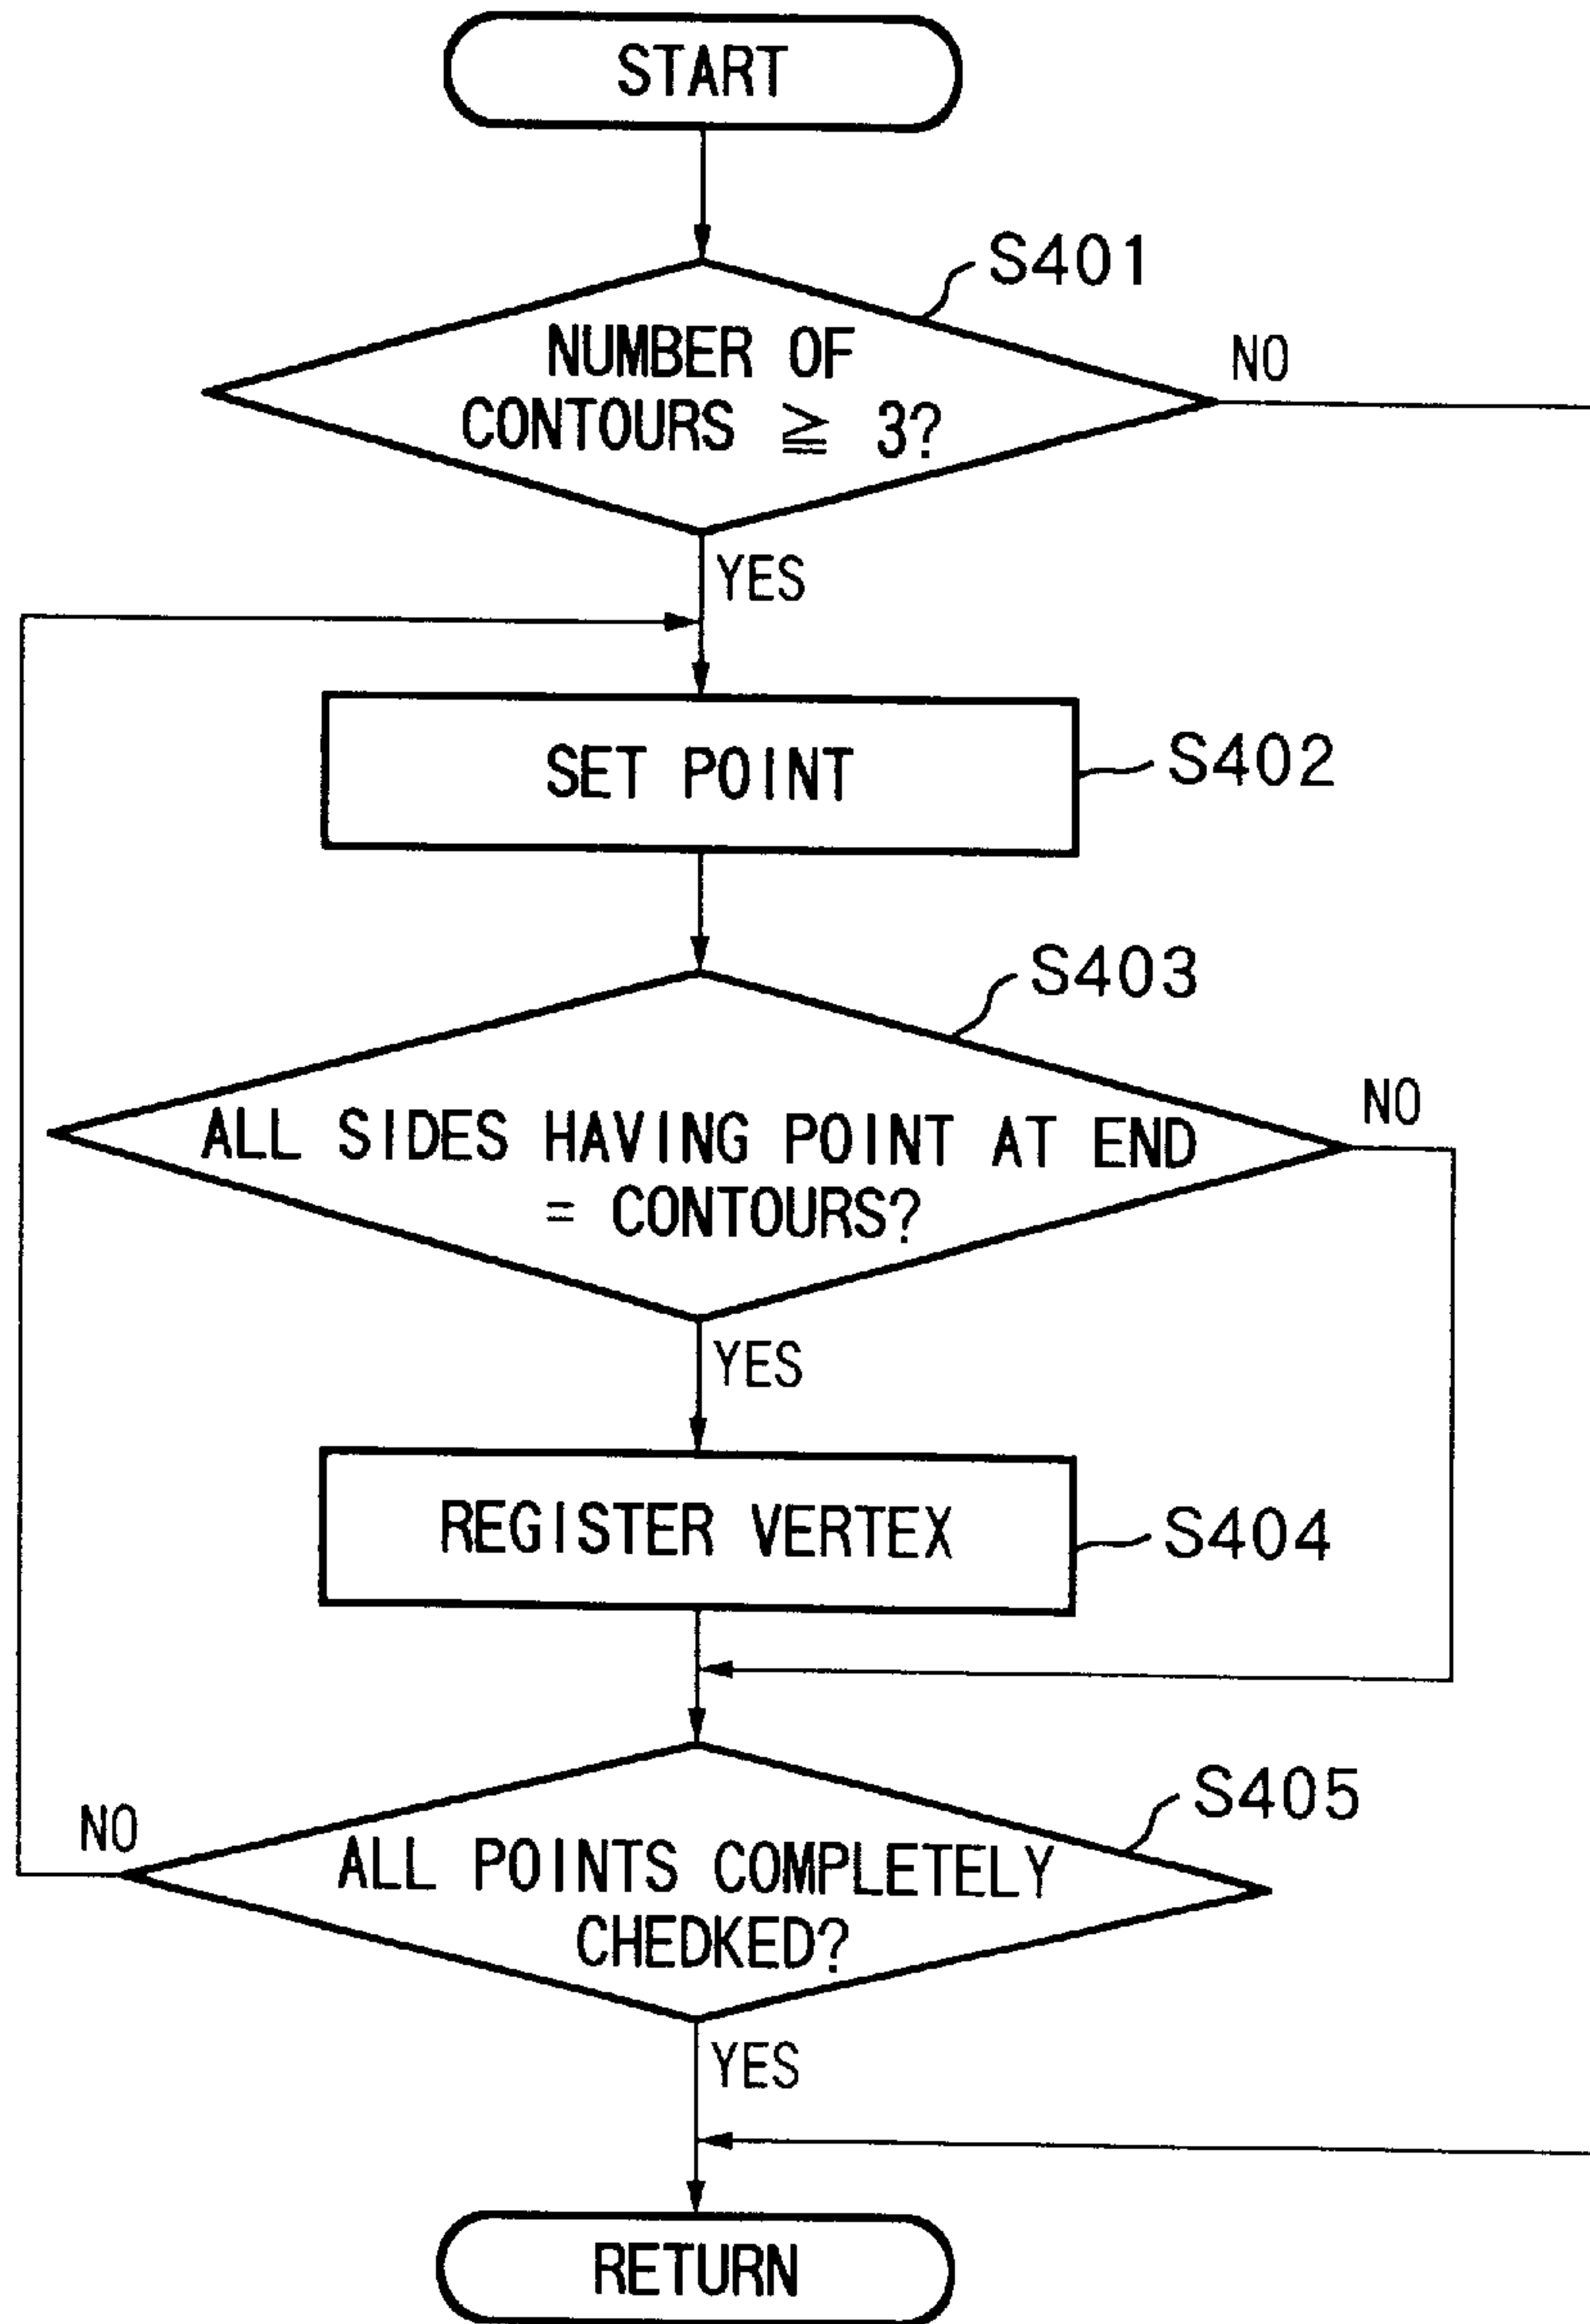 START
S401
NUMBER OF
CONTOURS ≧ 3?
NO
YES
SET POINT
S402
S403
ALL SIDES HAVING POINT AT END
= CONTOURS?
NO
YES
REGISTER VERTEX
S404
S405
NO
ALL POINTS COMPLETELY
CHEDKED?
YES
RETURN